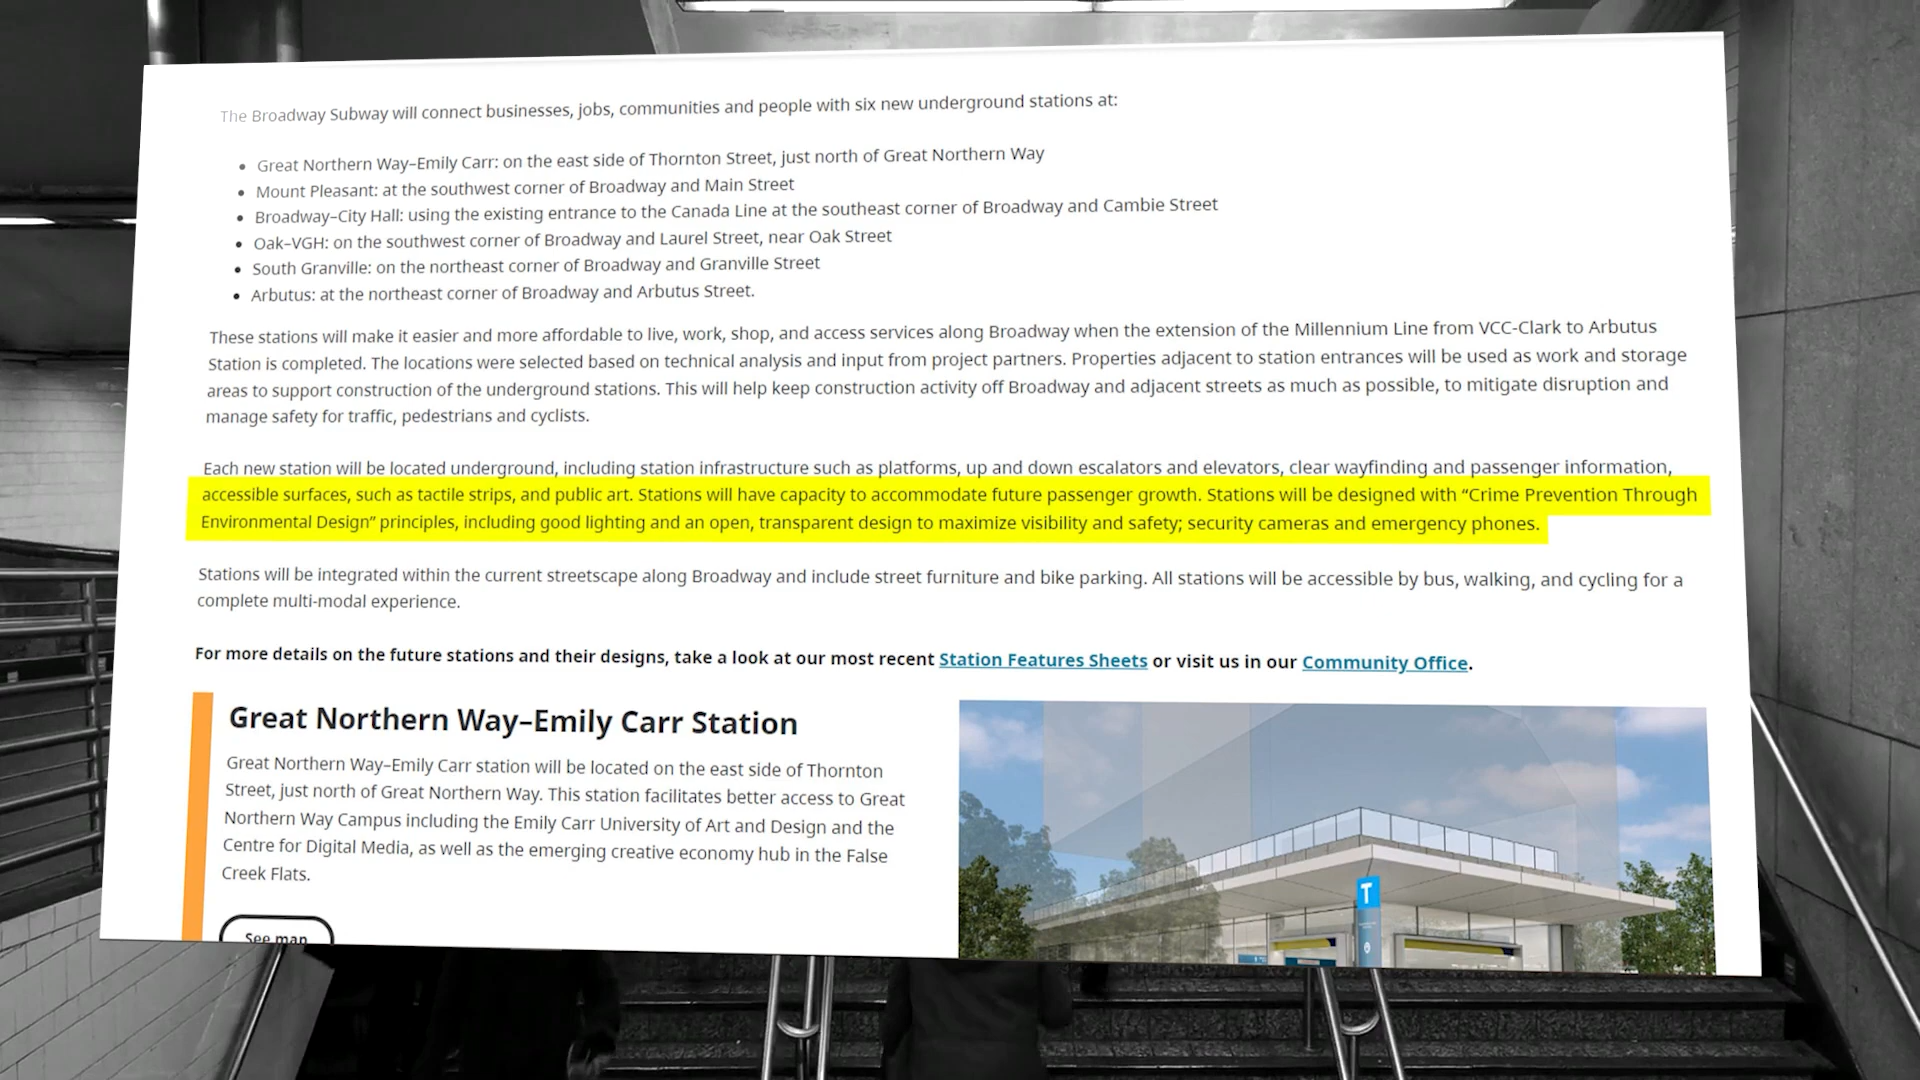 The Broadway Subway will connect businesses, jobs, communities and people with six new underground stations at:
• Great Northern Way–Emily Carr: on the east side of Thornton Street, just north of Great Northern Way
• Mount Pleasant: at the southwest corner of Broadway and Main Street
• Broadway–City Hall: using the existing entrance to the Canada Line at the southeast corner of Broadway and Cambie Street
• Oak–VGH: on the southwest corner of Broadway and Laurel Street, near Oak Street
• South Granville: on the northeast corner of Broadway and Granville Street
• Arbutus: at the northeast corner of Broadway and Arbutus Street.
These stations will make it easier and more affordable to live, work, shop, and access services along Broadway when the extension of the Millennium Line from VCC-Clark to Arbutus
Station is completed. The locations were selected based on technical analysis and input from project partners. Properties adjacent to station entrances will be used as work and storage
areas to support construction of the underground stations. This will help keep construction activity off Broadway and adjacent streets as much as possible, to mitigate disruption and
manage safety for traffic, pedestrians and cyclists.
Each new station will be located underground, including station infrastructure such as platforms, up and down escalators and elevators, clear wayfinding and passenger information,
accessible surfaces, such as tactile strips, and public art. Stations will have capacity to accommodate future passenger growth. Stations will be designed with “Crime Prevention Through
Environmental Design” principles, including good lighting and an open, transparent design to maximize visibility and safety; security cameras and emergency phones.
Stations will be integrated within the current streetscape along Broadway and include street furniture and bike parking. All stations will be accessible by bus, walking, and cycling for a
complete multi-modal experience.
For more details on the future stations and their designs, take a look at our most recent Station Features Sheets or visit us in our Community Office.
Great Northern Way–Emily Carr Station
Great Northern Way–Emily Carr station will be located on the east side of Thornton
Street, just north of Great Northern Way. This station facilitates better access to Great
Northern Way Campus including the Emily Carr University of Art and Design and the
Centre for Digital Media, as well as the emerging creative economy hub in the False
Creek Flats.
See map
T